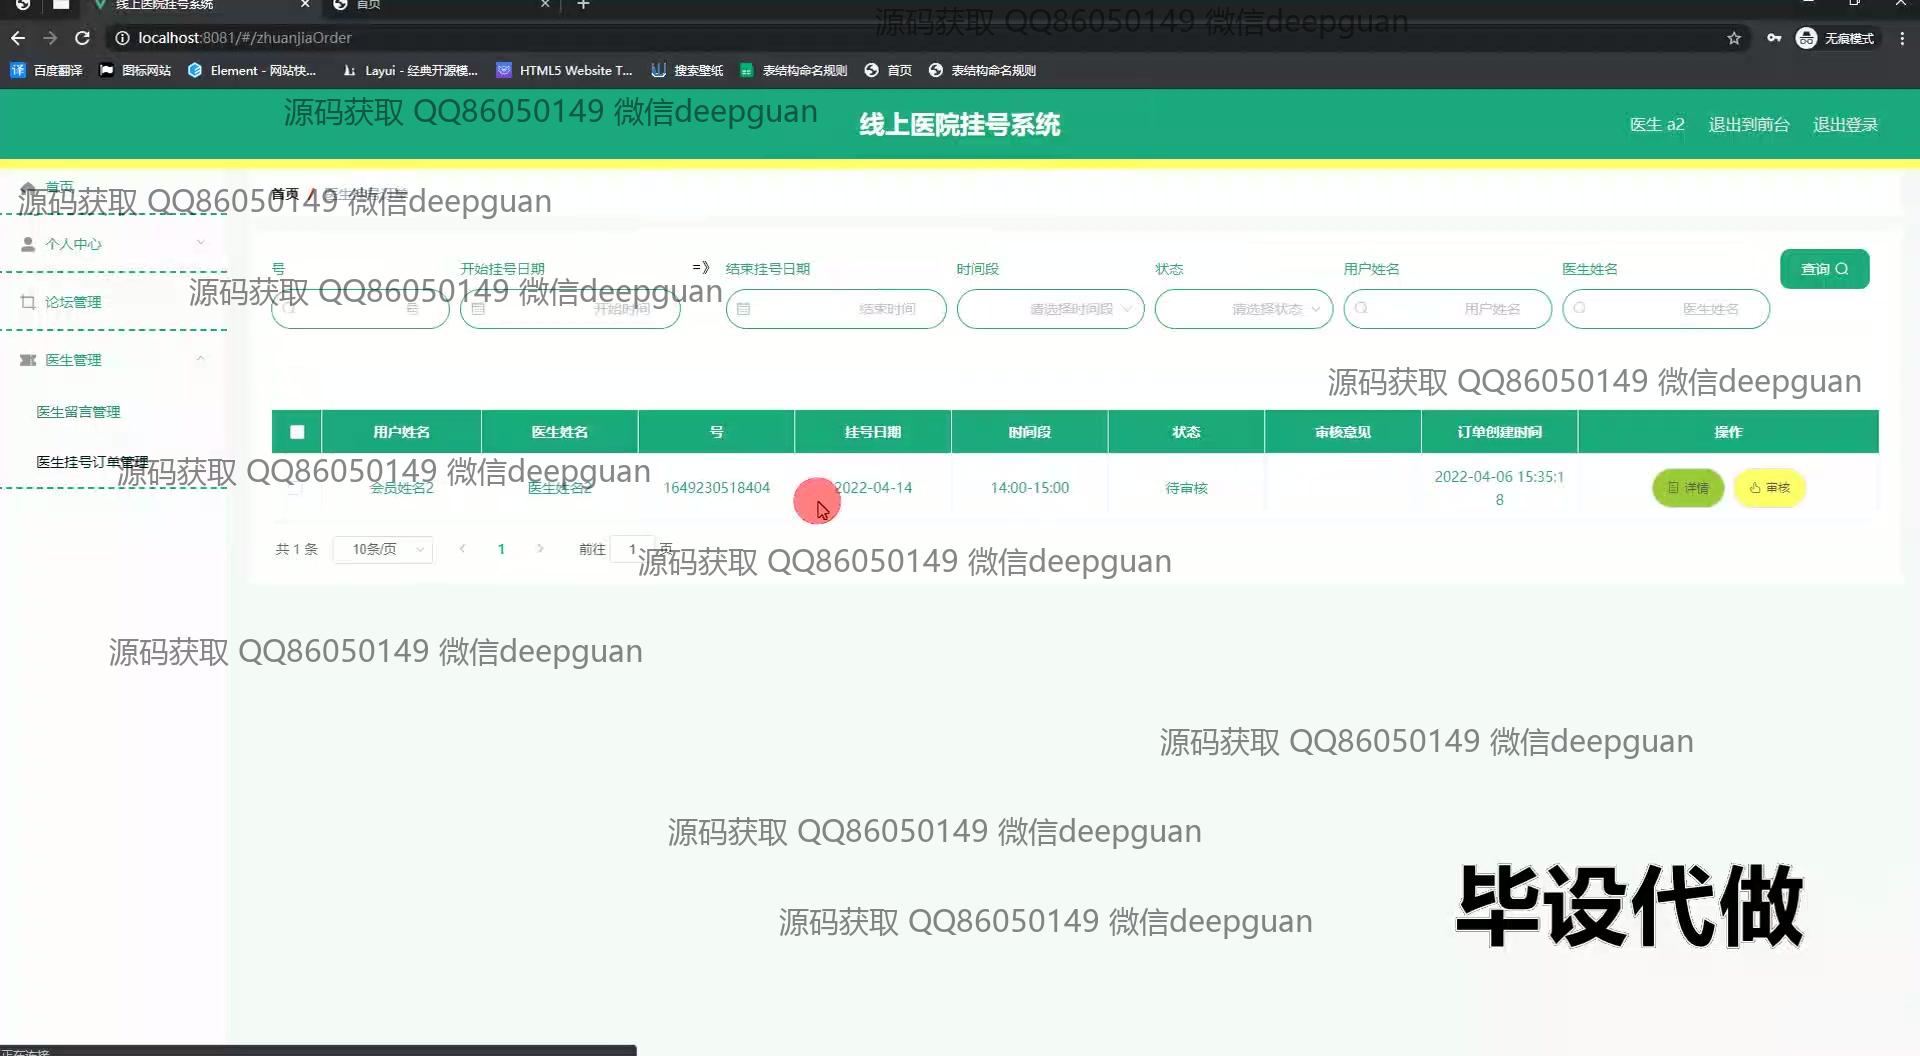 线上医院挂号系统
首页
localhost:8081/#/zhuanjiaOrder
无痕模式
百度翻译
图标网站
Element - 网站快...
Layui - 经典开源模...
HTML5 Website T...
搜索壁纸
表结构命名规则
首页
表结构命名规则
源码获取 QQ86050149 微信deepguan
源码获取 QQ86050149 微信deepguan
线上医院挂号系统
医生 a2
退出到前台
退出登录
首页
首页 /
源码获取 QQ86050149 微信deepguan
个人中心
论坛管理
医生管理
医生留言管理
医生挂号订单管理
号
开始挂号日期
=》
结束挂号日期
时间段
状态
用户姓名
医生姓名
查询
源码获取 QQ86050149 微信deepguan
号
开始时间
结束时间
请选择时间段
请选择状态
用户姓名
医生姓名
源码获取 QQ86050149 微信deepguan
用户姓名 医生姓名 号 挂号日期 时间段 状态 审核意见 订单创建时间 操作
源码获取 QQ86050149 微信deepguan
会员姓名2 医生姓名2 1649230518404 2022-04-14 14:00-15:00 待审核 2022-04-06 15:35:1
8
详情 审核
共 1 条 10条/页 1 前往 1 页
源码获取 QQ86050149 微信deepguan
源码获取 QQ86050149 微信deepguan
源码获取 QQ86050149 微信deepguan
源码获取 QQ86050149 微信deepguan
源码获取 QQ86050149 微信deepguan
毕设代做